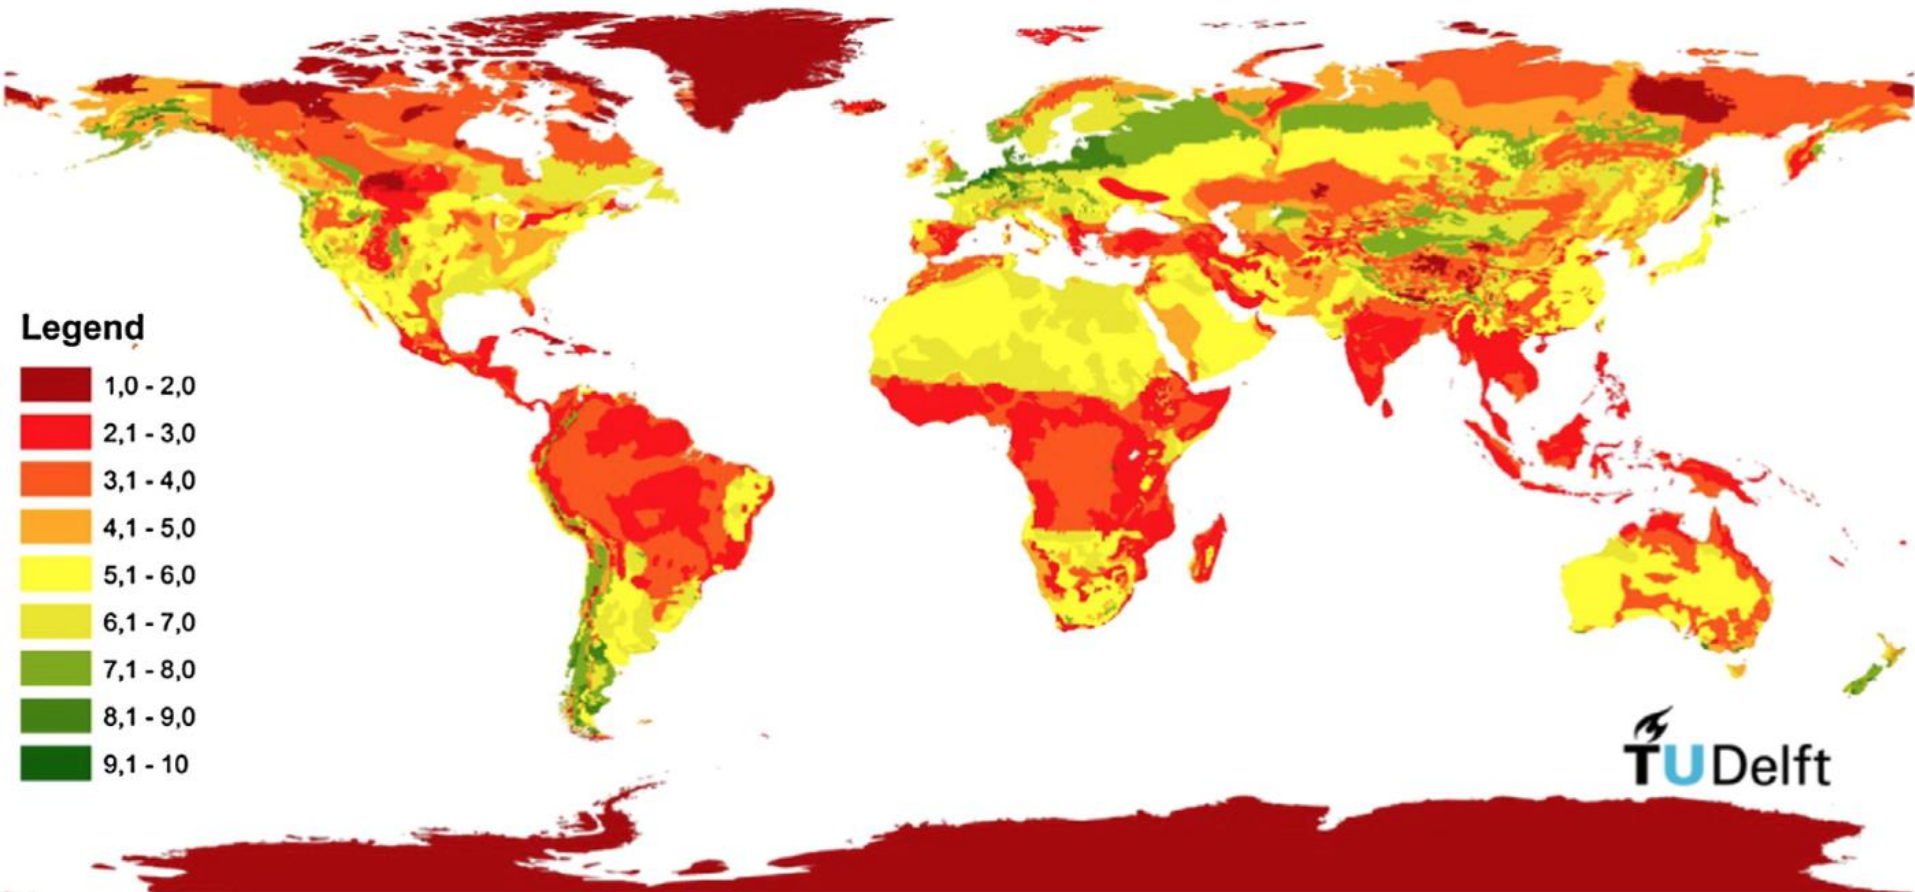 Legend
1,0 - 2,0
2,1 - 3,0
3,1 - 4,0
4,1 - 5,0
5,1 - 6,0
6,1 - 7,0
7,1 - 8,0
8,1 - 9,0
9,1 - 10
TUDelft